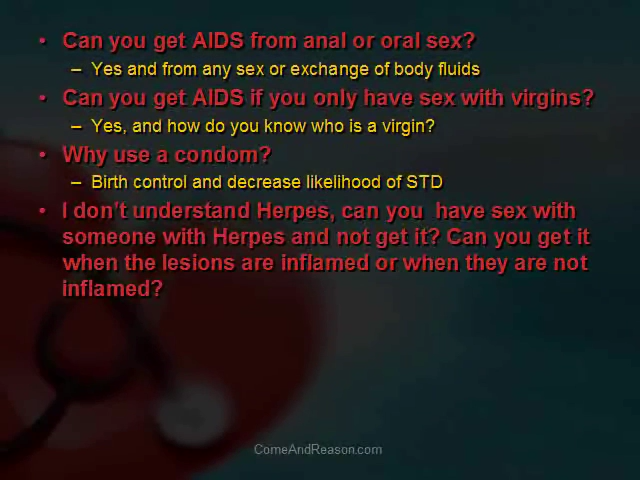 • Can you get AIDS from anal or oral sex?
– Yes and from any sex or exchange of body fluids
• Can you get AIDS if you only have sex with virgins?
– Yes, and how do you know who is a virgin?
• Why use a condom?
– Birth control and decrease likelihood of STD
• I don't understand Herpes, can you have sex with
someone with Herpes and not get it? Can you get it
when the lesions are inflamed or when they are not
inflamed?
ComeAndReason.com